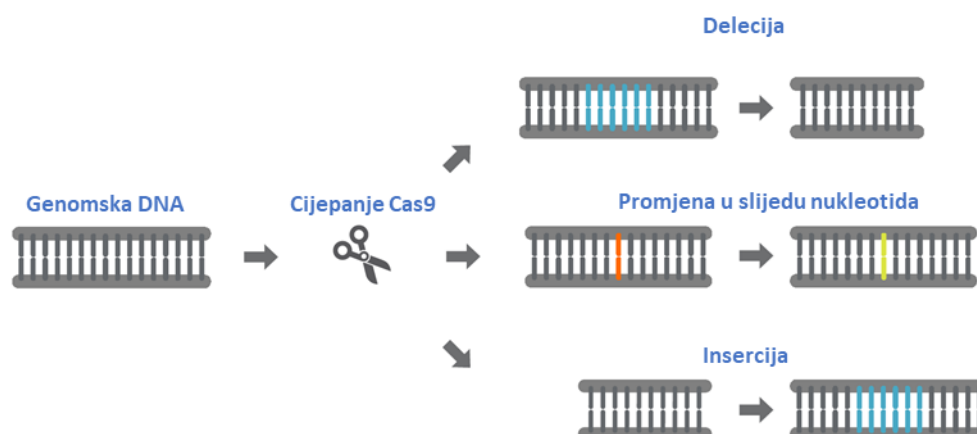 Delecija
Genomska DNA
Cijepanje Cas9
Promjena u slijedu nukleotida
Insercija